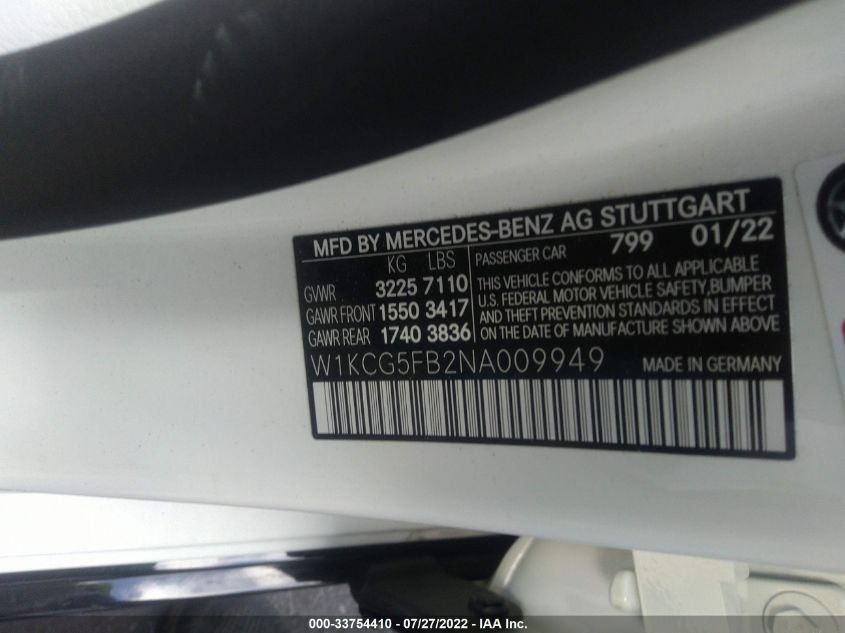 MFD BY MERCEDES-BENZ AG STUTTGART
KG LBS
GVWR 3225 7110
GAWR FRONT 1550 3417
GAWR REAR 1740 3836
PASSENGER CAR 799 01/22
THIS VEHICLE CONFORMS TO ALL APPLICABLE
U.S. FEDERAL MOTOR VEHICLE SAFETY,BUMPER
AND THEFT PREVENTION STANDARDS IN EFFECT
ON THE DATE OF MANUFACTURE SHOWN ABOVE
W1KCG5FB2NA009949 MADE IN GERMANY
000-33754410 - 07/27/2022 - IAA Inc.